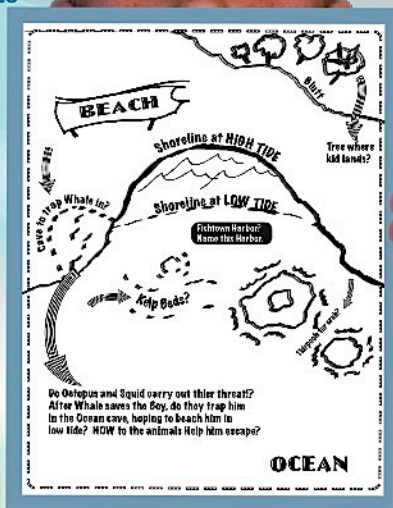 BEACH
Bluff
Tree where
kid lands?
Shoreline at HIGH TIDE
Cave to trap Whale in?
Shoreline at LOW TIDE
Fishtown Harbor?
Name this Harbor.
Kelp Beds?
Tidepools for crab?
Do Octopus and Squid carry out thier threat!?
After Whale saves the Boy, do they trap him
in the Ocean cave, hoping to beach him in
low tide? HOW to the animals Help him escape?
OCEAN